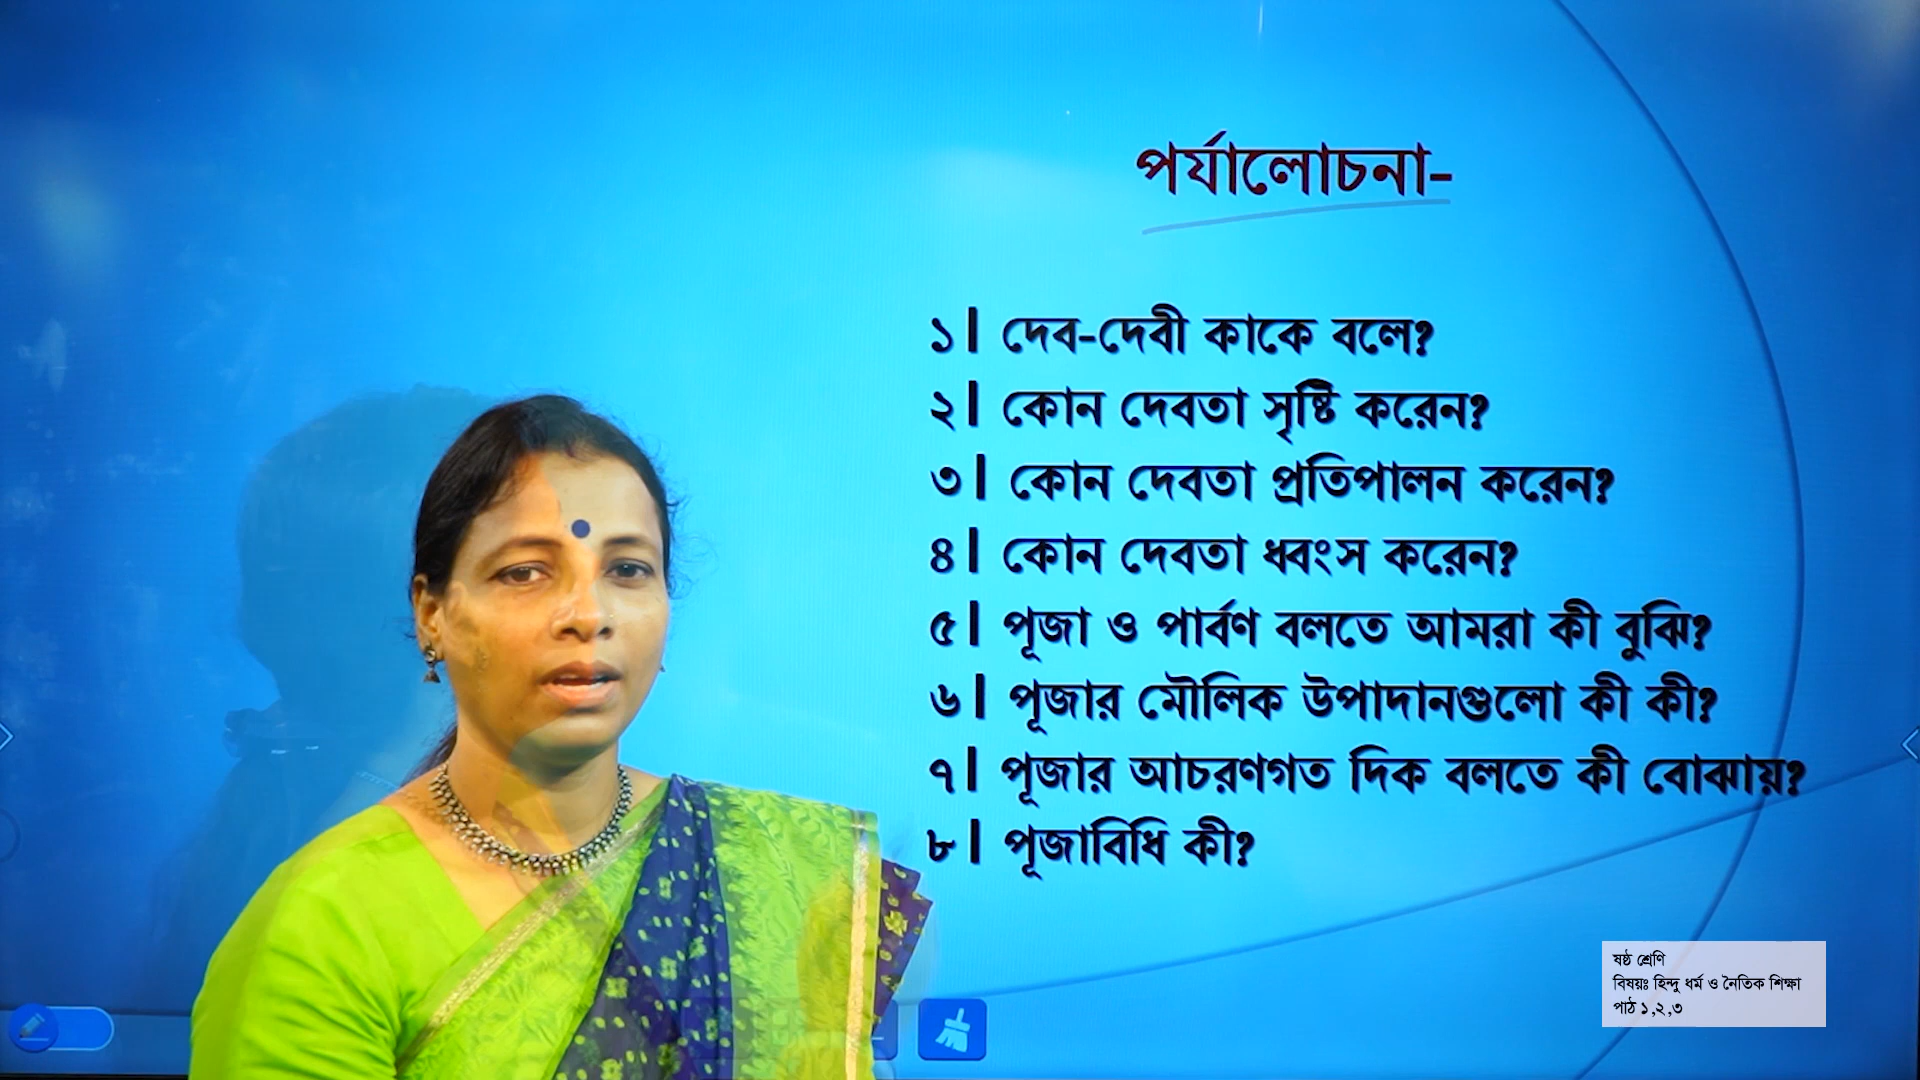 পর্যালোচনা-
১। দেব-দেবী কাকে বলে?
২। কোন দেবতা সৃষ্টি করেন?
৩। কোন দেবতা প্রতিপালন করেন?
৪। কোন দেবতা ধ্বংস করেন?
৫। পূজা ও পার্বণ বলতে আমরা কী বুঝি?
৬। পূজার মৌলিক উপাদানগুলো কী কী?
৭। পূজার আচরণগত দিক বলতে কী বোঝায়?
৮। পূজাবিধি কী?
ষষ্ঠ শ্রেণি
বিষয়ঃ হিন্দু ধর্ম ও নৈতিক শিক্ষা
পাঠ ১,২,৩